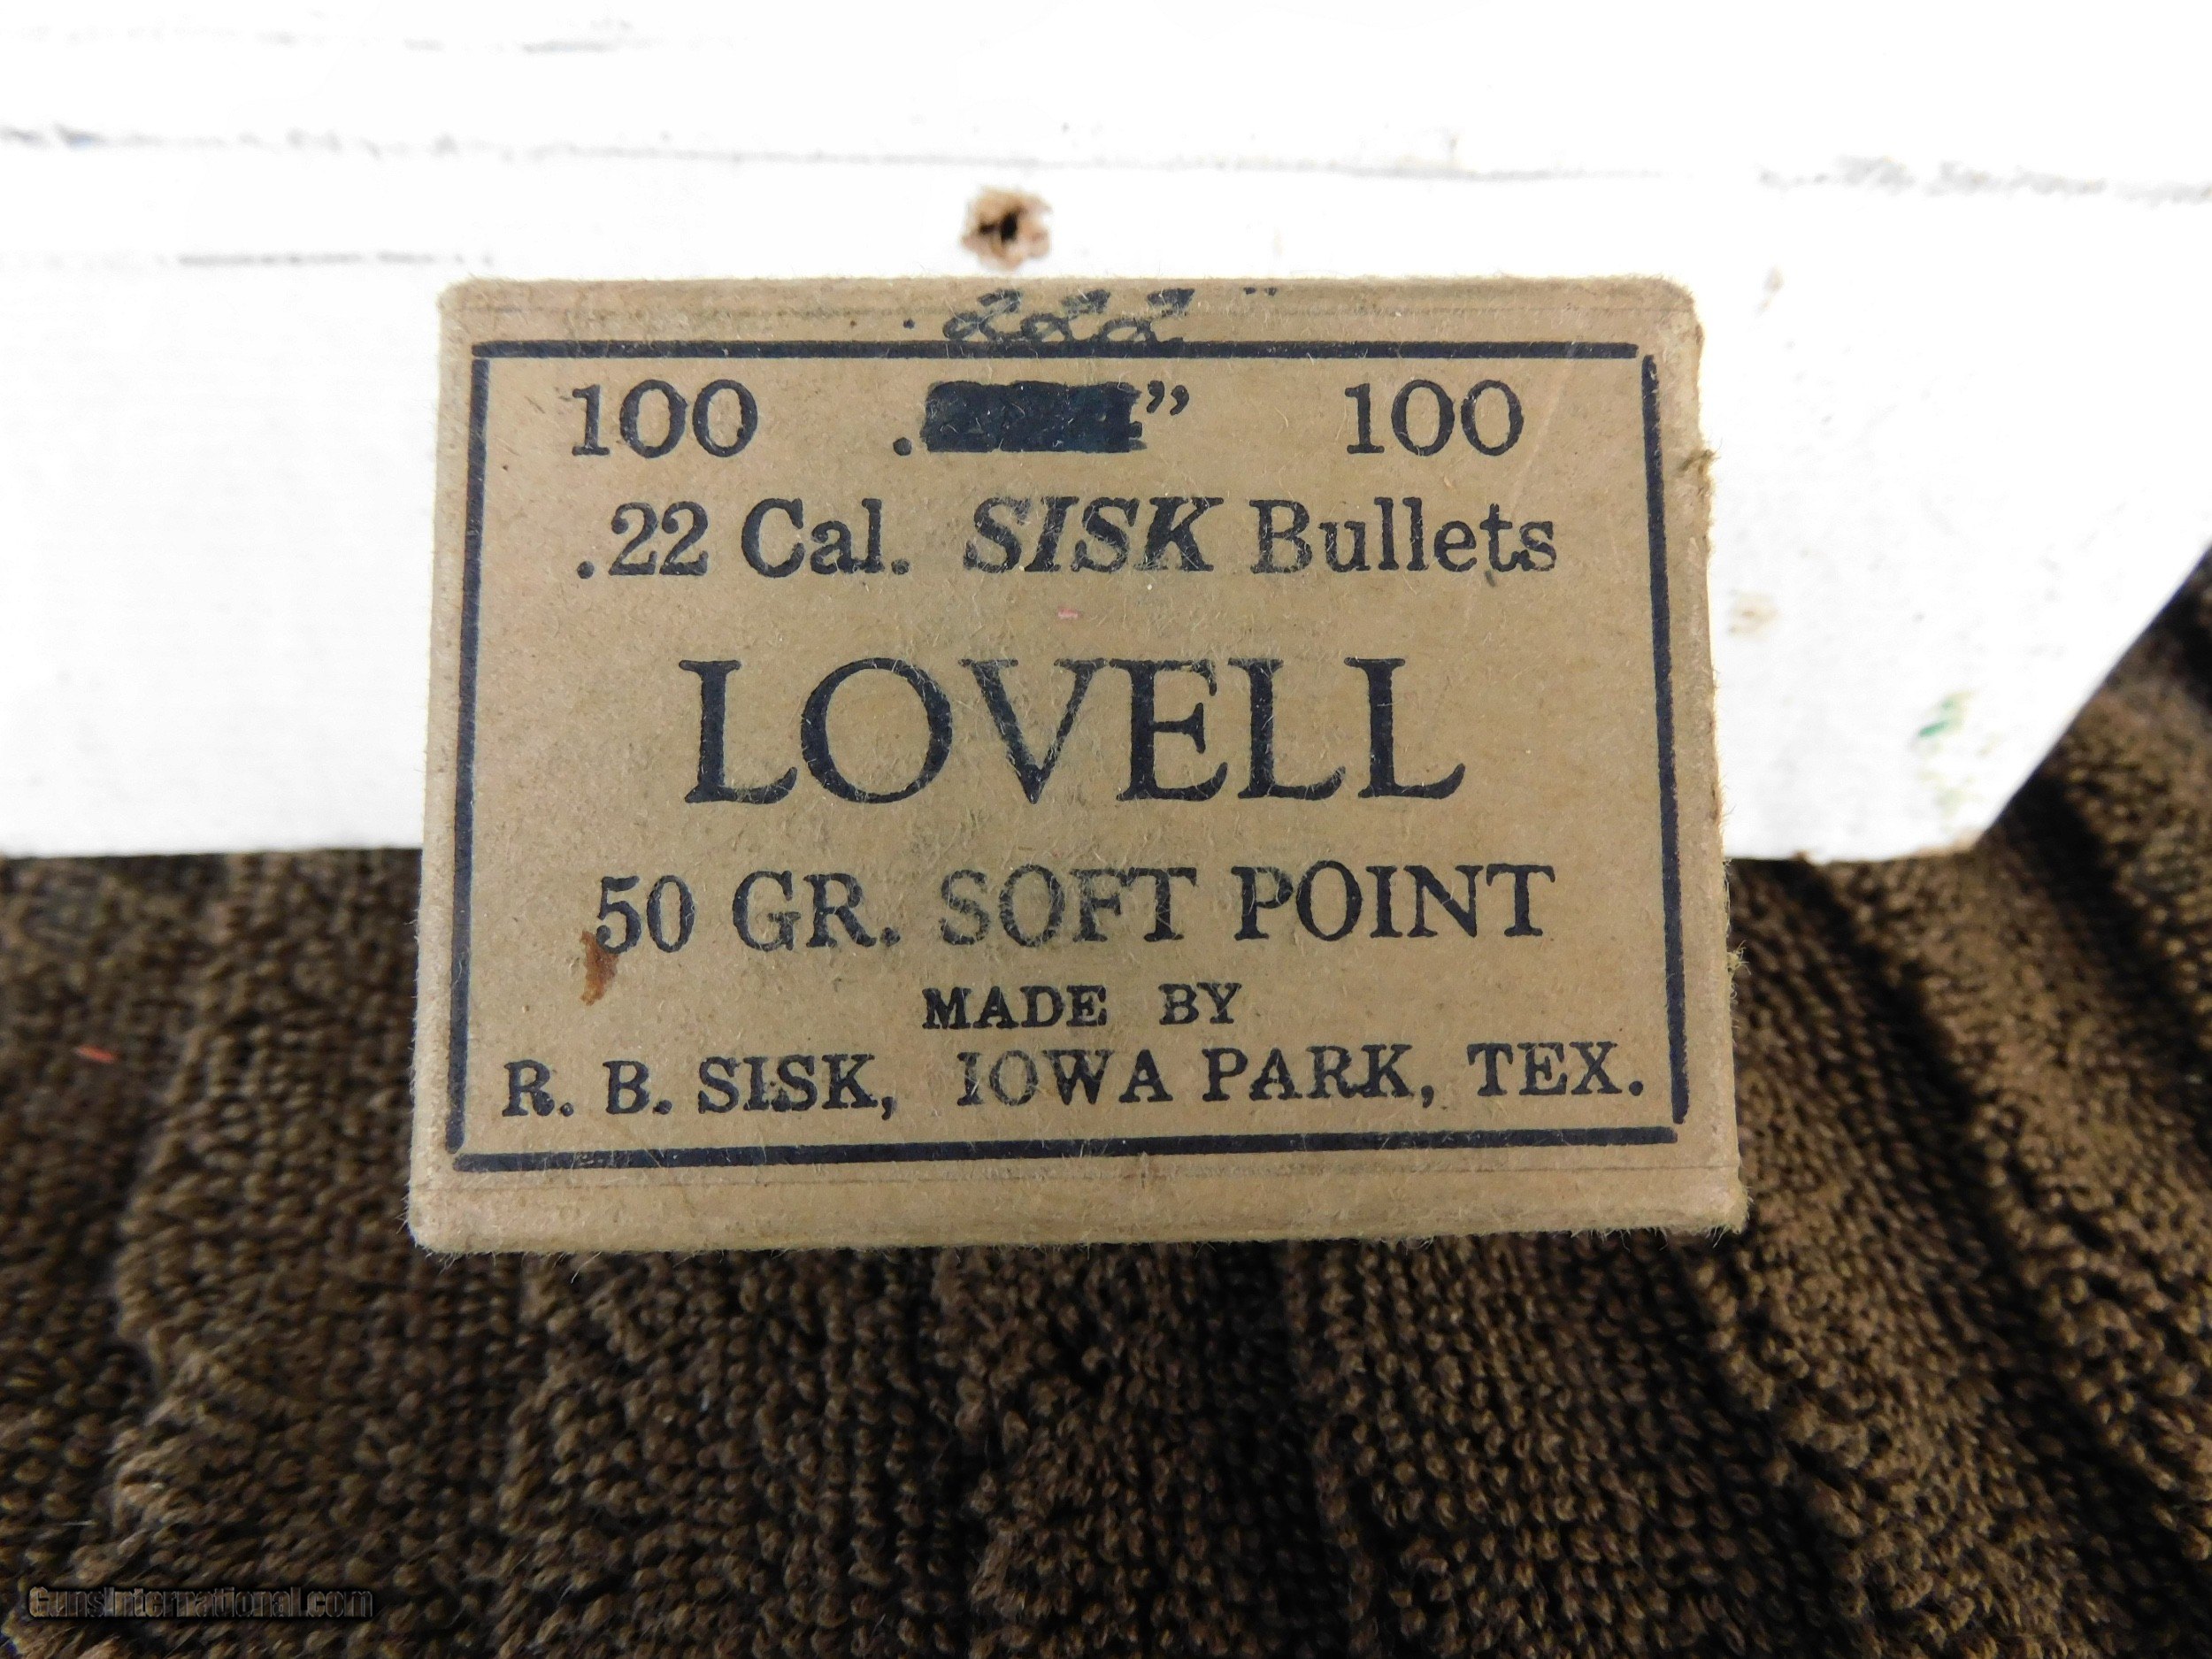 .222"
100 ." 100
.22 Cal. SISK Bullets
LOVELL
50 GR. SOFT POINT
MADE BY
R. B. SISK, IOWA PARK, TEX.
GunsInternational.com